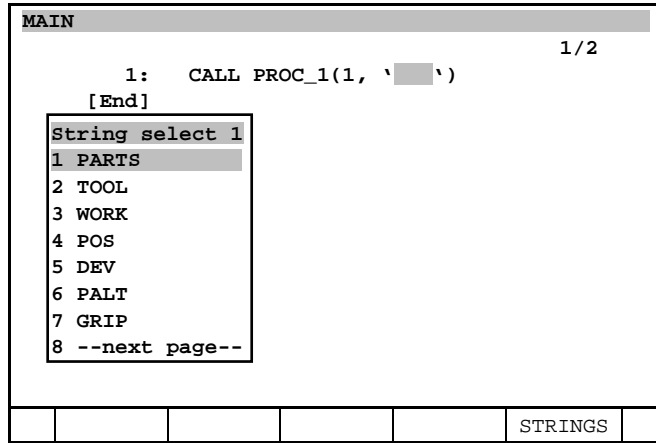 MAIN
1/2
1: CALL PROC_1(1, ‘ ‘)
[End]
String select 1
1 PARTS
2 TOOL
3 WORK
4 POS
5 DEV
6 PALT
7 GRIP
8 --next page--
STRINGS